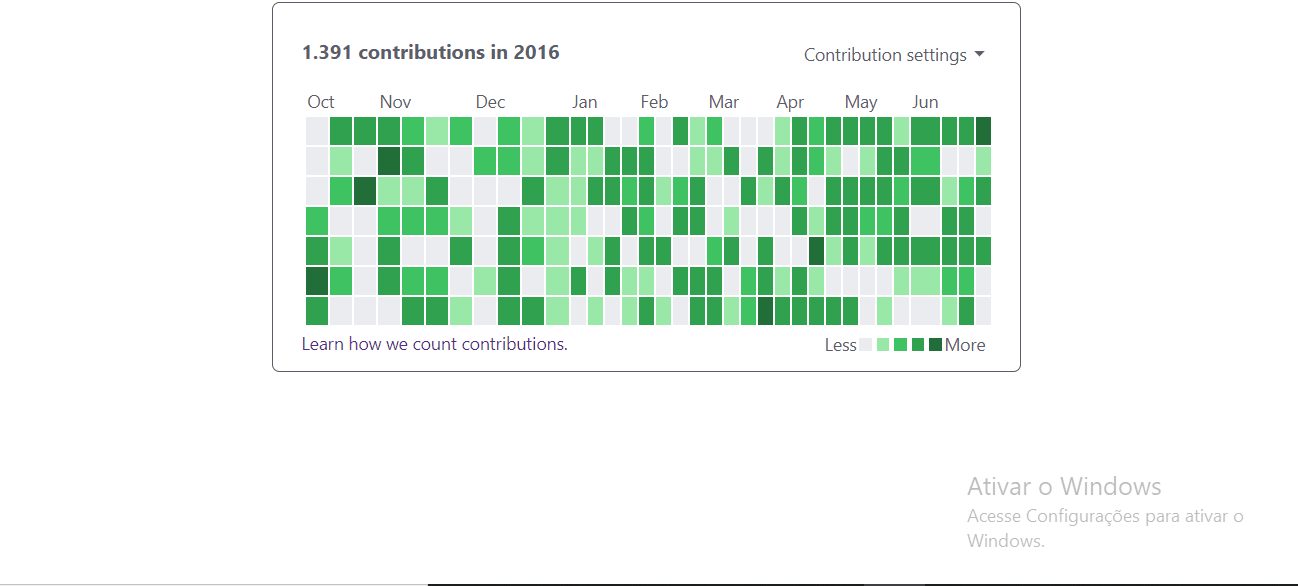 1.391 contributions in 2016
Contribution settings
Oct Nov Dec Jan Feb Mar Apr May Jun
Learn how we count contributions.
Less More
Ativar o Windows
Acesse Configurações para ativar o
Windows.